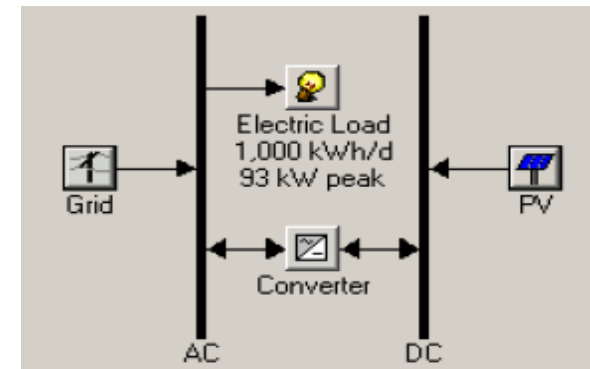 Electric Load
1,000 kWh/d
93 kW peak
Grid
PV
Converter
AC
DC